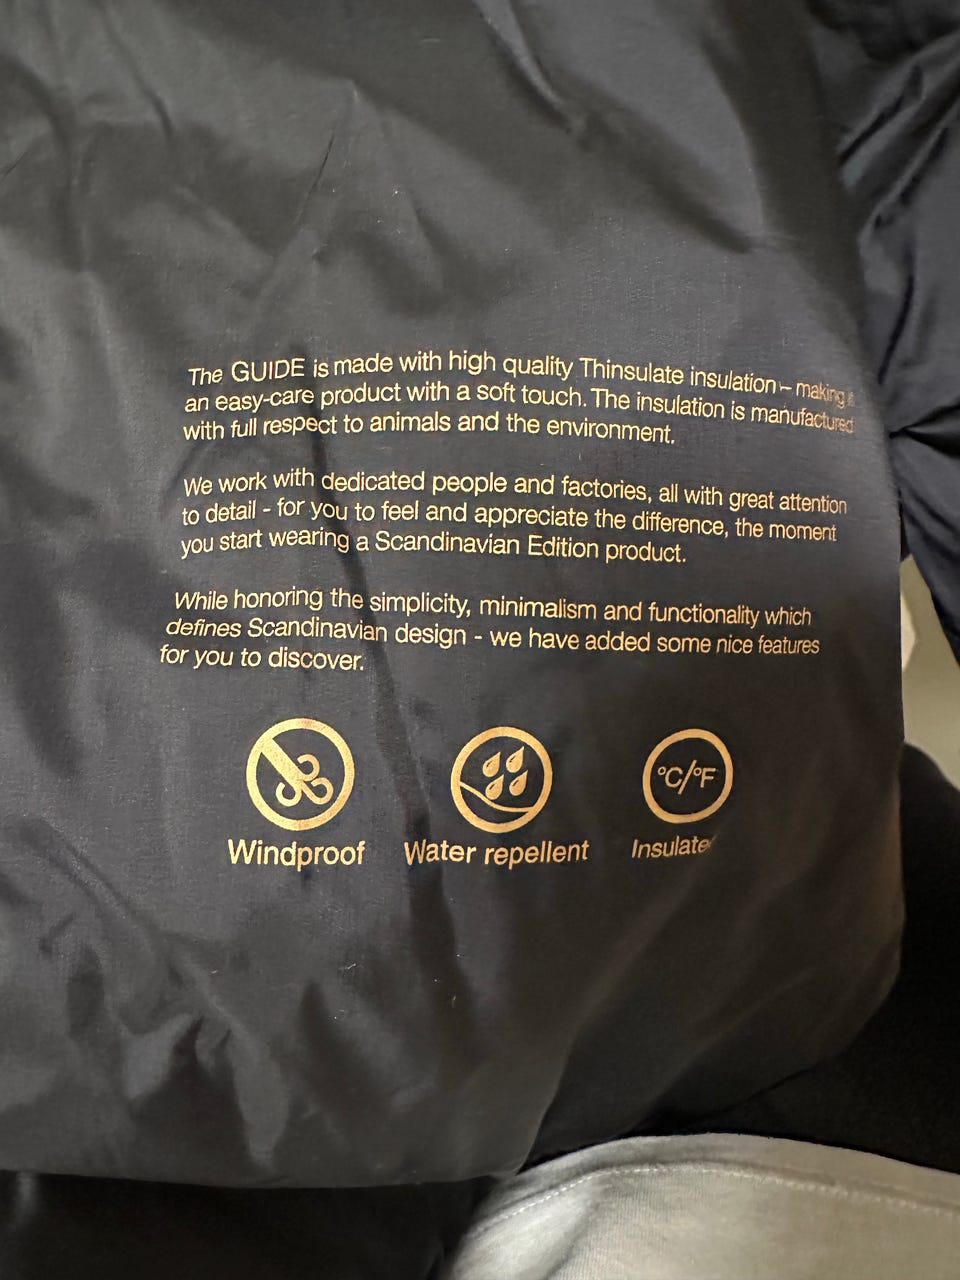 The GUIDE is made with high quality Thinsulate insulation – making it
an easy-care product with a soft touch. The insulation is manufactured
with full respect to animals and the environment.
We work with dedicated people and factories, all with great attention
to detail - for you to feel and appreciate the difference, the moment
you start wearing a Scandinavian Edition product.
While honoring the simplicity, minimalism and functionality which
defines Scandinavian design - we have added some nice features
for you to discover.
°C/°F
Windproof Water repellent Insulated